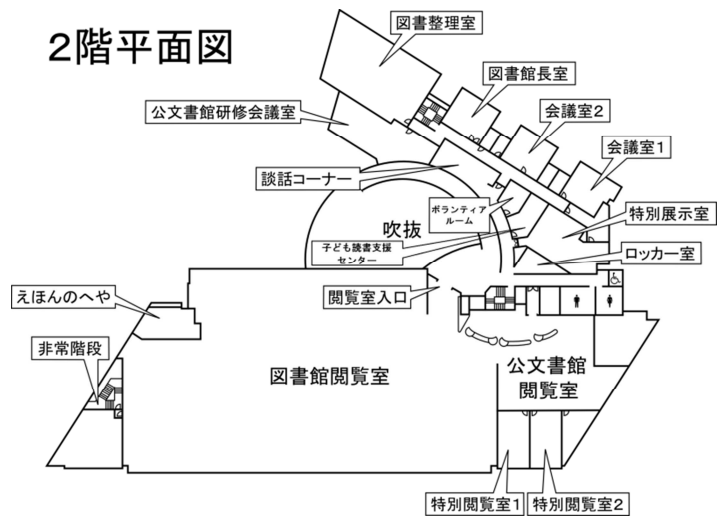 2階平面図
図書整理室
図書館長室
公文書館研修会議室
会議室2
会議室1
談話コーナー
ボランティア
ルーム
特別展示室
吹抜
子ども読書支援
センター
ロッカー室
えほんのへや
閲覧室入口
非常階段
図書館閲覧室
公文書館
閲覧室
特別閲覧室1
特別閲覧室2